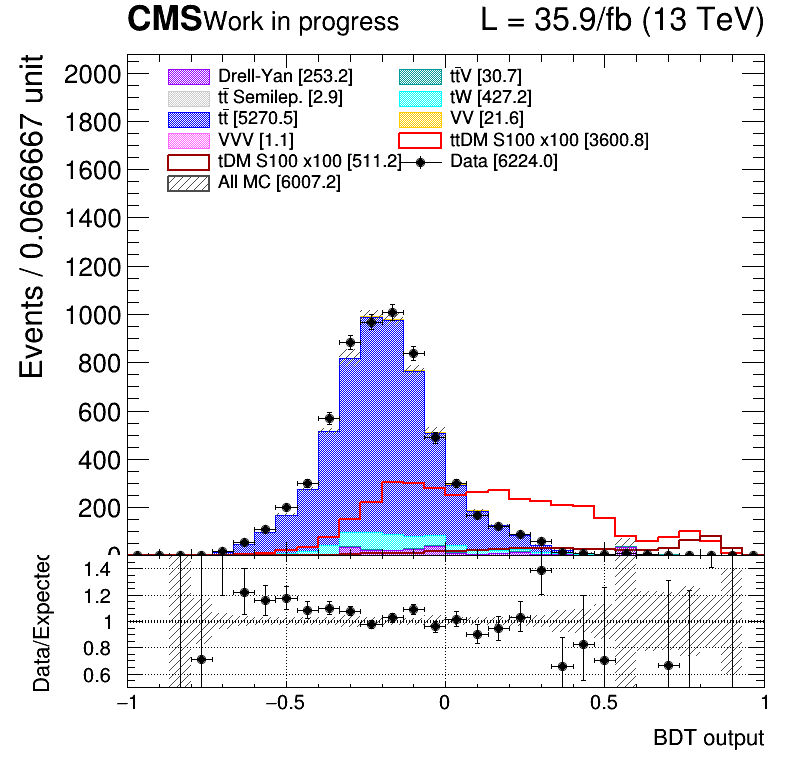 CMS Work in progress L = 35.9/fb (13 TeV)
Drell-Yan [253.2] tt̄V [30.7]
tt̄ Semilep. [2.9] tW [427.2]
tt̄ [5270.5] VV [21.6]
VVV [1.1] ttDM S100 x100 [3600.8]
tDM S100 x100 [511.2] Data [6224.0]
All MC [6007.2]
Events / 0.0666667 unit
2000
1800
1600
1400
1200
1000
800
600
400
200
0
Data/Expected
1.4
1.2
1
0.8
0.6
−1 −0.5 0 0.5 1
BDT output